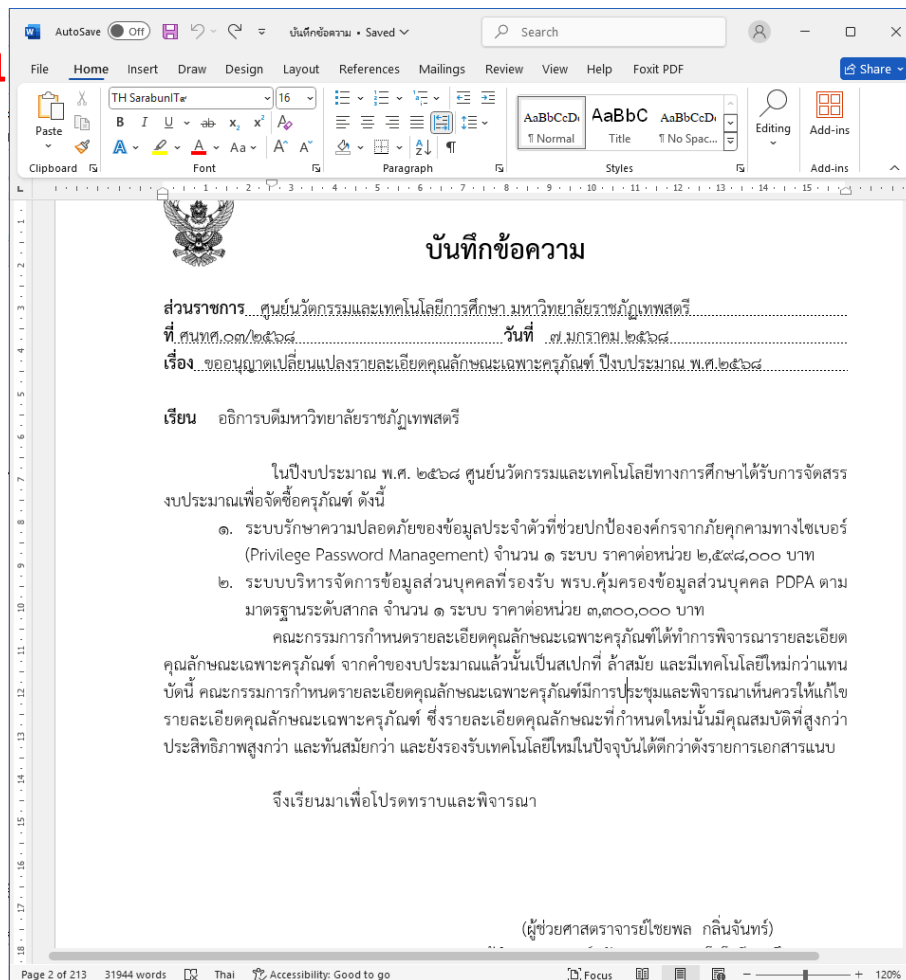 AutoSave Off บันทึกข้อความ • Saved Search
File Home Insert Draw Design Layout References Mailings Review View Help Foxit PDF Share
Paste
TH SarabunIT๙ 16
B I U ab x₂ x² A
A A Aa A A
AaBbCcDc AaBbC AaBbCcDc
¶ Normal Title ¶ No Spac...
Editing Add-ins
Clipboard Font Paragraph Styles Add-ins
1 2 3 4 5 6 7 8 9 10 11 12 13 14 15
บันทึกข้อความ
ส่วนราชการ ศูนย์นวัตกรรมและเทคโนโลยีการศึกษา มหาวิทยาลัยราชภัฏเทพสตรี
ที่ ศนทศ.๐๓/๒๕๖๘ วันที่ ๗ มกราคม ๒๕๖๘
เรื่อง ขออนุญาตเปลี่ยนแปลงรายละเอียดคุณลักษณะเฉพาะครุภัณฑ์ ปีงบประมาณ พ.ศ.๒๕๖๘
เรียน อธิการบดีมหาวิทยาลัยราชภัฏเทพสตรี
ในปีงบประมาณ พ.ศ. ๒๕๖๘ ศูนย์นวัตกรรมและเทคโนโลยีทางการศึกษาได้รับการจัดสรร
งบประมาณเพื่อจัดซื้อครุภัณฑ์ ดังนี้
๑. ระบบรักษาความปลอดภัยของข้อมูลประจำตัวที่ช่วยปกป้ององค์กรจากภัยคุกคามทางไซเบอร์
(Privilege Password Management) จำนวน ๑ ระบบ ราคาต่อหน่วย ๒,๕๙๘,๐๐๐ บาท
๒. ระบบบริหารจัดการข้อมูลส่วนบุคคลที่รองรับ พรบ.คุ้มครองข้อมูลส่วนบุคคล PDPA ตาม
มาตรฐานระดับสากล จำนวน ๑ ระบบ ราคาต่อหน่วย ๓,๓๐๐,๐๐๐ บาท
คณะกรรมการกำหนดรายละเอียดคุณลักษณะเฉพาะครุภัณฑ์ได้ทำการพิจารณารายละเอียด
คุณลักษณะเฉพาะครุภัณฑ์ จากคำของบประมาณแล้วนั้นเป็นสเปกที่ ล้าสมัย และมีเทคโนโลยีใหม่กว่าแทน
บัดนี้ คณะกรรมการกำหนดรายละเอียดคุณลักษณะเฉพาะครุภัณฑ์มีการประชุมและพิจารณาเห็นควรให้แก้ไข
รายละเอียดคุณลักษณะเฉพาะครุภัณฑ์ ซึ่งรายละเอียดคุณลักษณะที่กำหนดใหม่นั้นมีคุณสมบัติที่สูงกว่า
ประสิทธิภาพสูงกว่า และทันสมัยกว่า และยังรองรับเทคโนโลยีใหม่ในปัจจุบันได้ดีกว่าดังรายการเอกสารแนบ
จึงเรียนมาเพื่อโปรดทราบและพิจารณา
(ผู้ช่วยศาสตราจารย์ไชยพล กลิ่นจันทร์)
Page 2 of 213 31944 words Thai Accessibility: Good to go Focus 120%